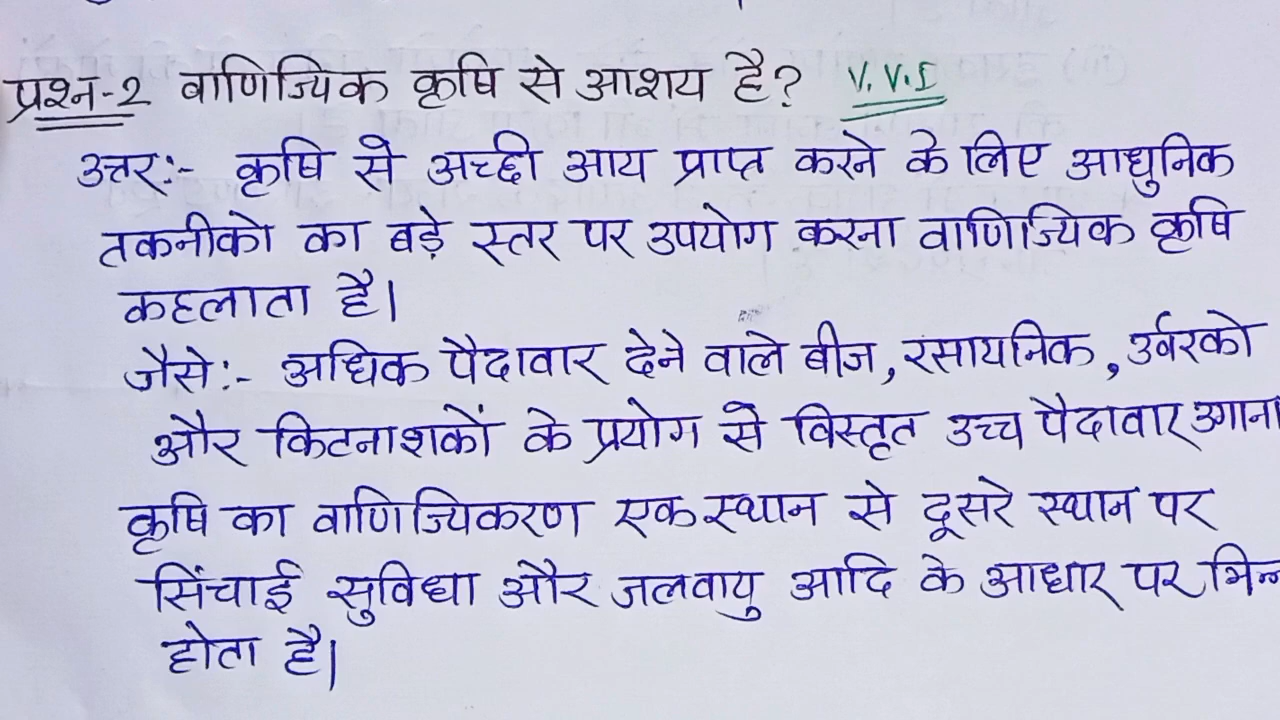 प्रश्न-2 वाणिज्यिक कृषि से आशय है? V.V.I
उत्तर:- कृषि से अच्छी आय प्राप्त करने के लिए आधुनिक
तकनीको का बड़े स्तर पर उपयोग करना वाणिज्यिक कृषि
कहलाता है।
जैसे:- अधिक पैदावार देने वाले बीज, रसायनिक, उर्वरको
और किटनाशकों के प्रयोग से विस्तृत उच्च पैदावार उगाना
कृषि का वाणिज्यिकरण एक स्थान से दूसरे स्थान पर
सिंचाई सुविधा और जलवायु आदि के आधार पर भिन्न
होता है।